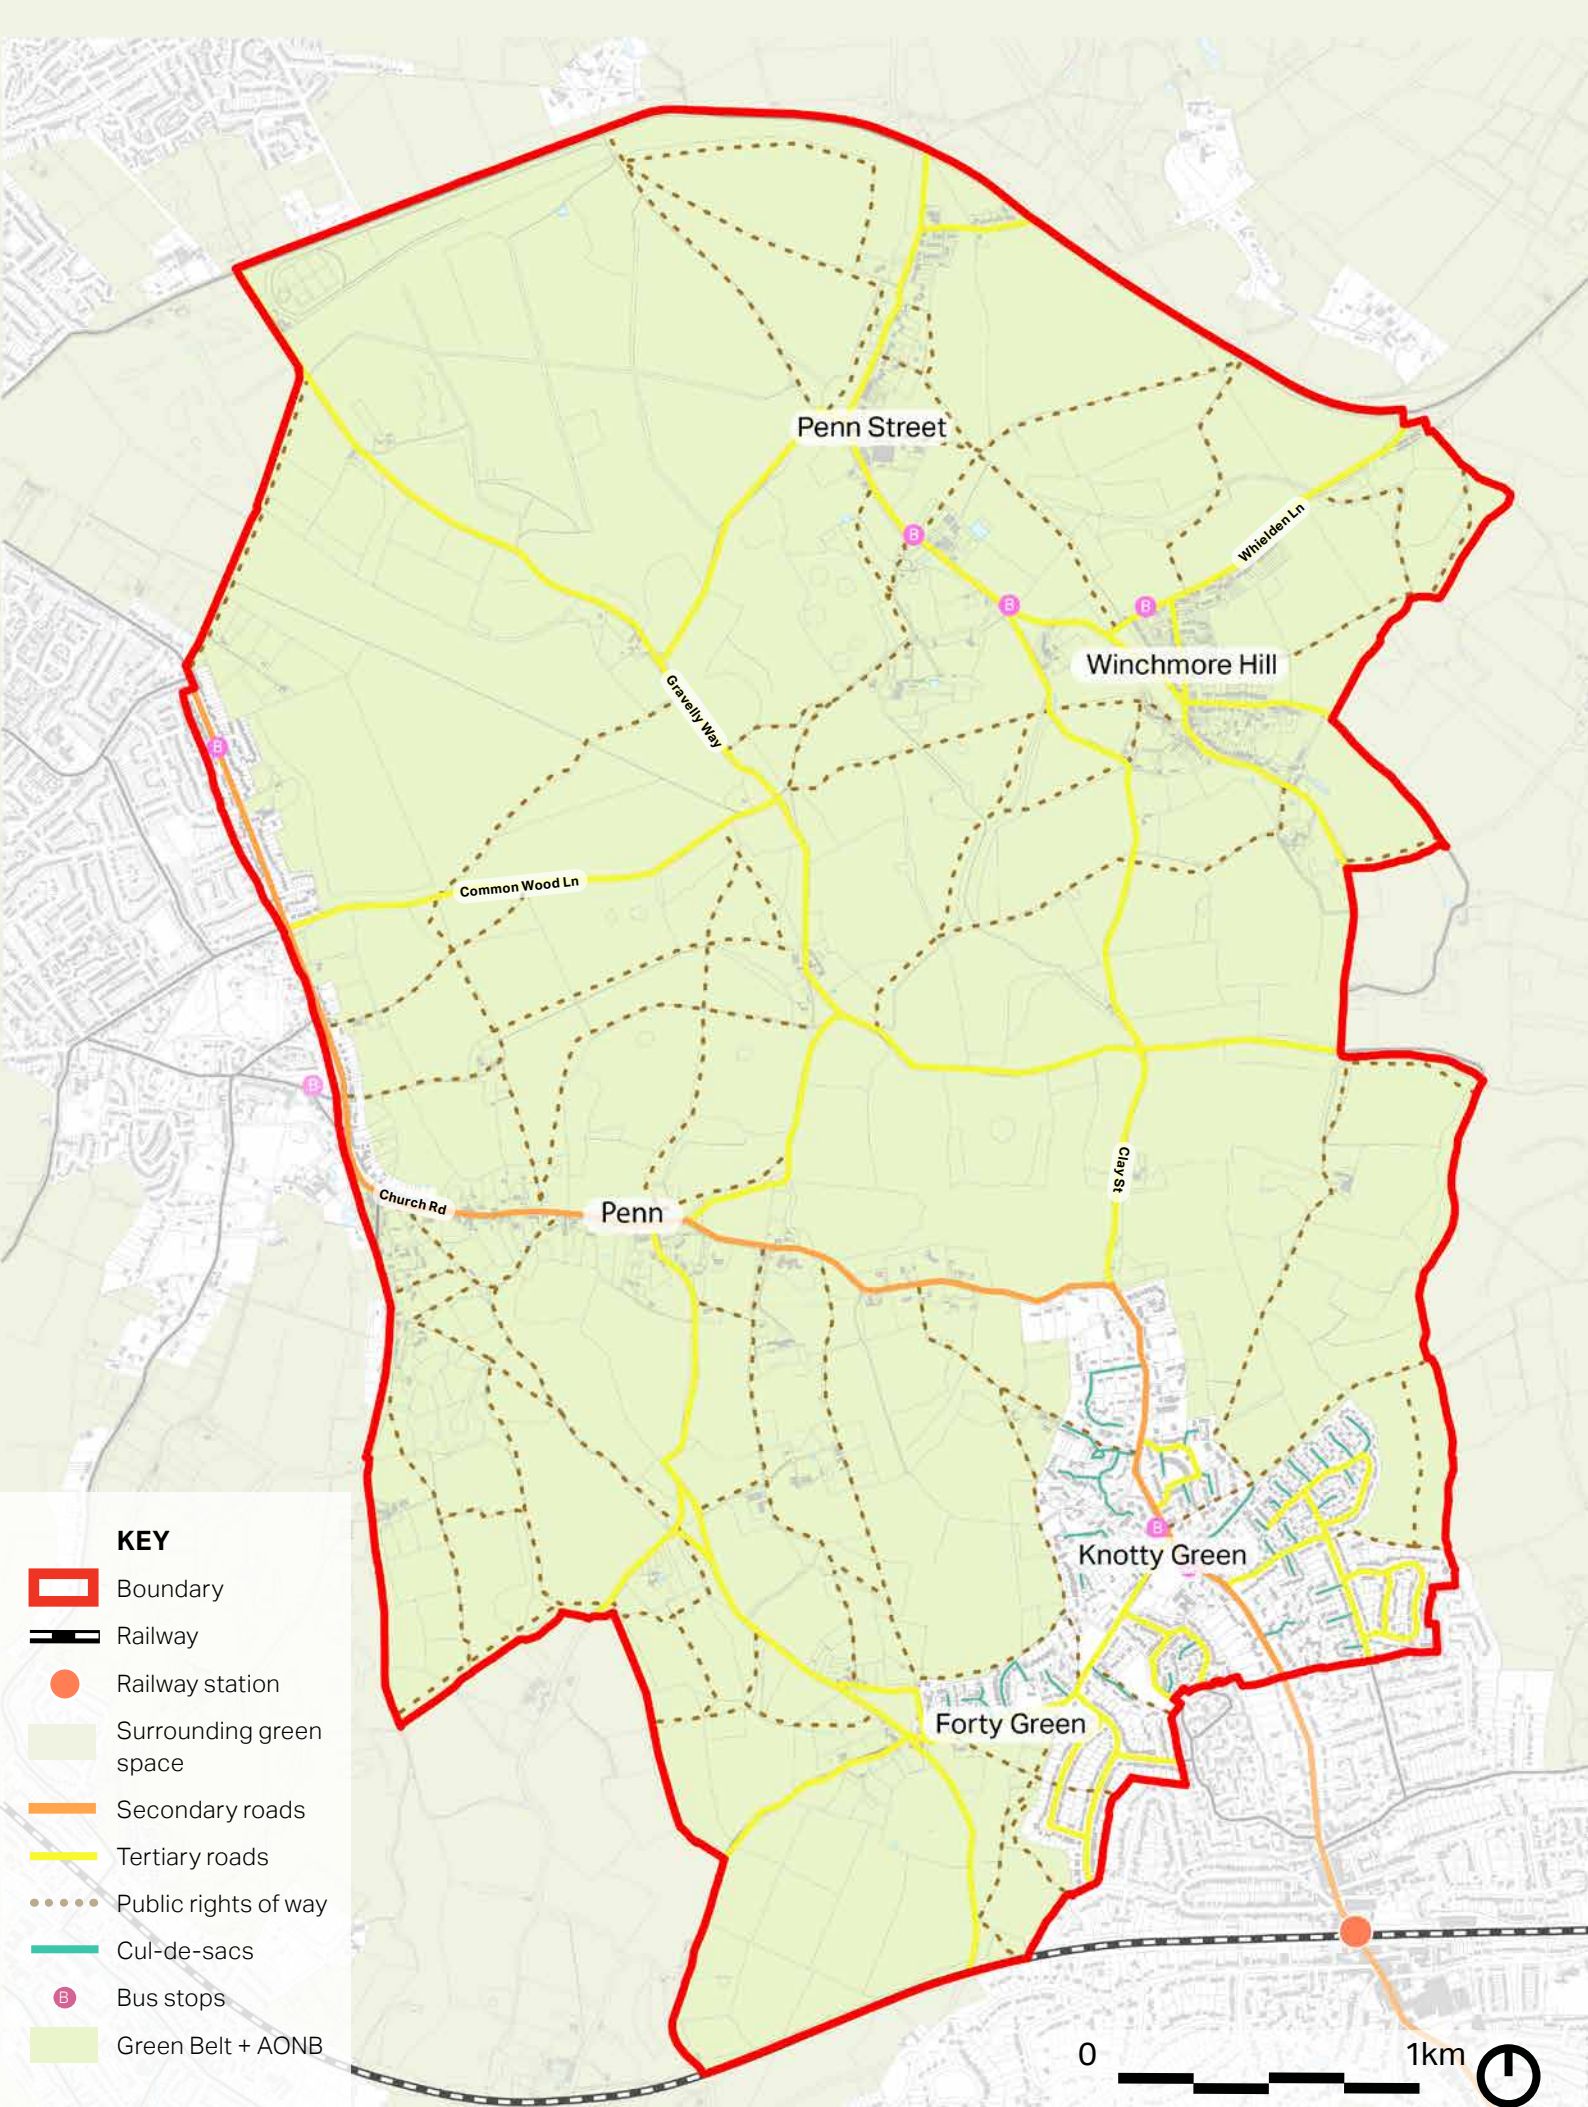 Penn Street
B
B
B
Whielden Ln
Winchmore Hill
Gravelly Way
B
Common Wood Ln
B
Clay St
Church Rd
Penn
B
Knotty Green
Forty Green
KEY
Boundary
Railway
Railway station
Surrounding green
space
Secondary roads
Tertiary roads
Public rights of way
Cul-de-sacs
B
Bus stops
Green Belt + AONB
0
1km